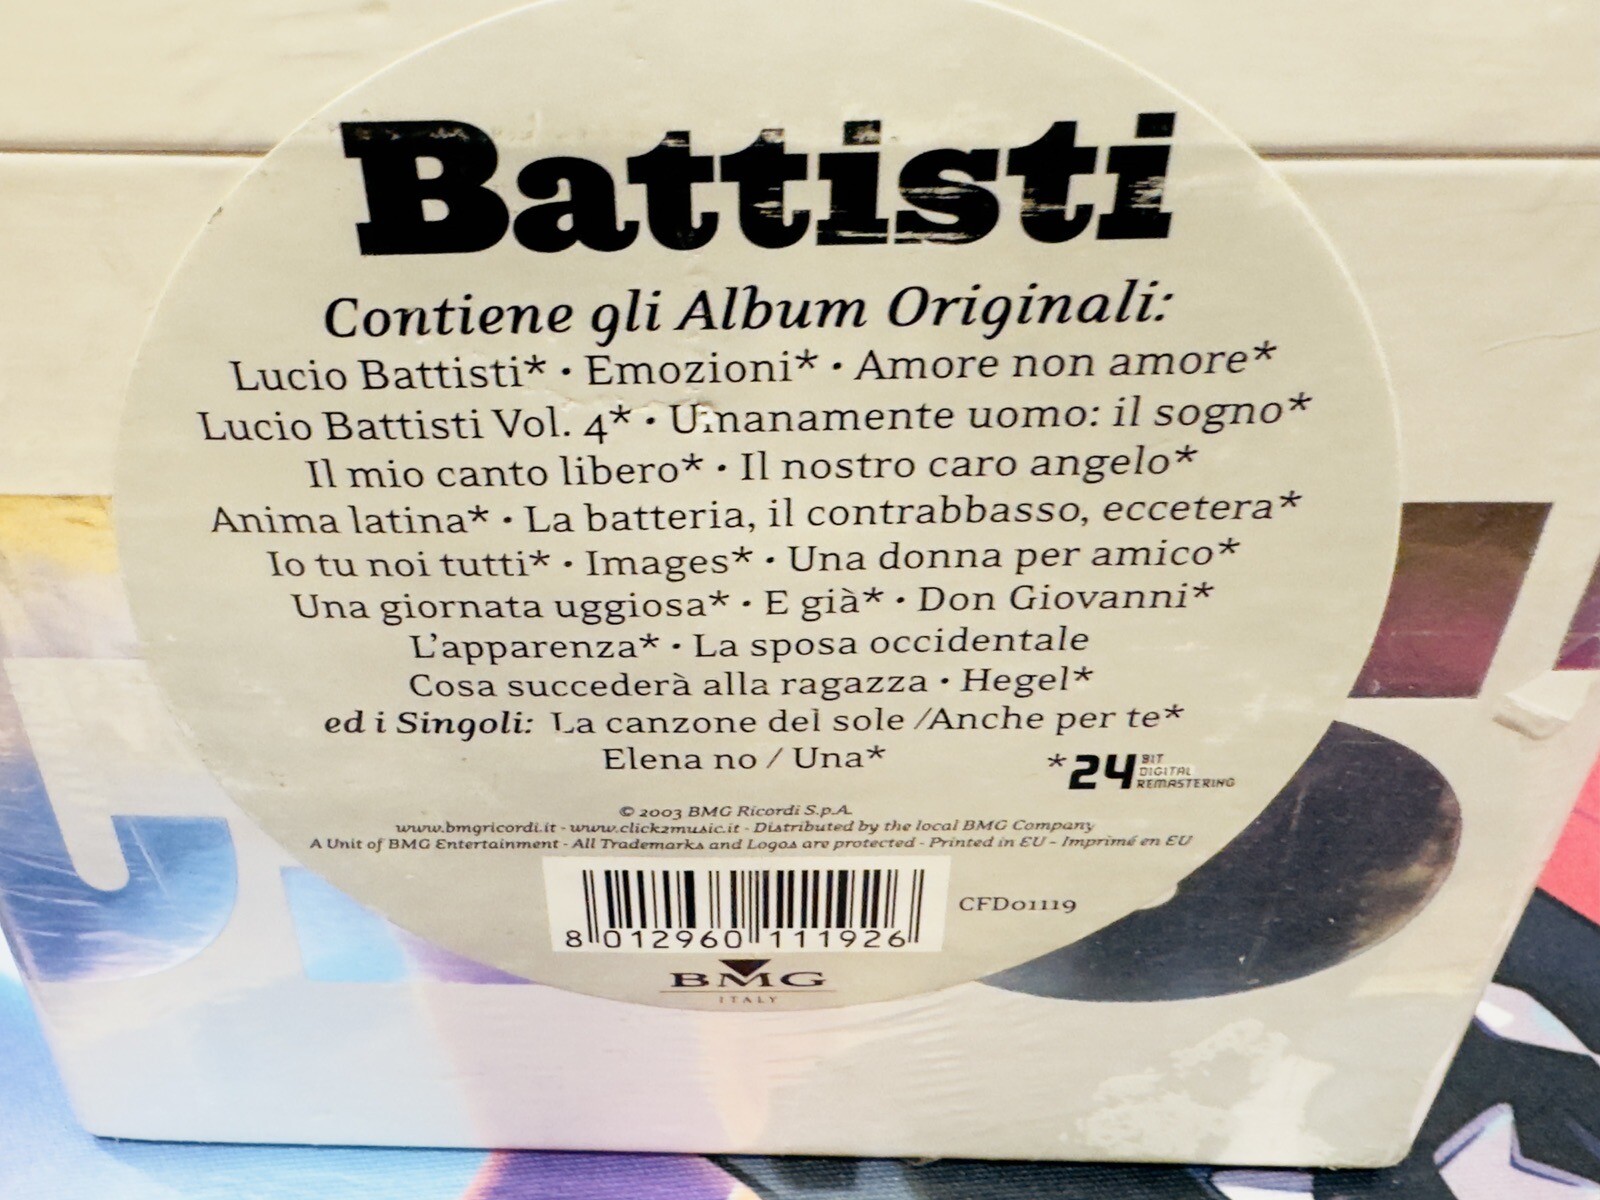 Battisti
Contiene gli Album Originali:
Lucio Battisti* · Emozioni* · Amore non amore*
Lucio Battisti Vol. 4* · Umanamente uomo: il sogno*
Il mio canto libero* · Il nostro caro angelo*
Anima latina* · La batteria, il contrabbasso, eccetera*
Io tu noi tutti* · Images* · Una donna per amico*
Una giornata uggiosa* · E già* · Don Giovanni*
L'apparenza* · La sposa occidentale
Cosa succederà alla ragazza · Hegel*
ed i Singoli: La canzone del sole /Anche per te*
Elena no / Una*
*24 BIT DIGITAL REMASTERING
© 2003 BMG Ricordi S.p.A.
www.bmgricordi.it - www.click2music.it - Distributed by the local BMG Company
A Unit of BMG Entertainment - All Trademarks and Logos are protected - Printed in EU - Imprimé en EU
CFD01119
8 012960 111926
BMG
ITALY